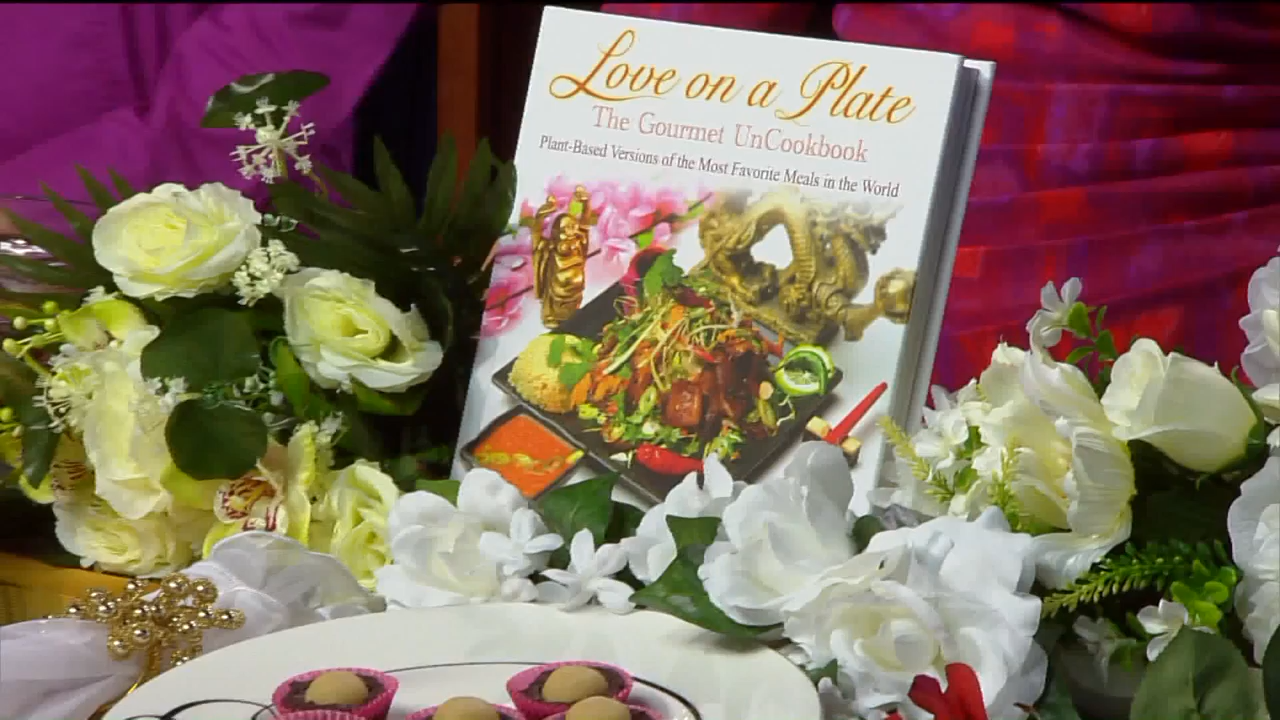 Love on a Plate
The Gourmet UnCookbook
Plant-Based Versions of the Most Favorite Meals in the World